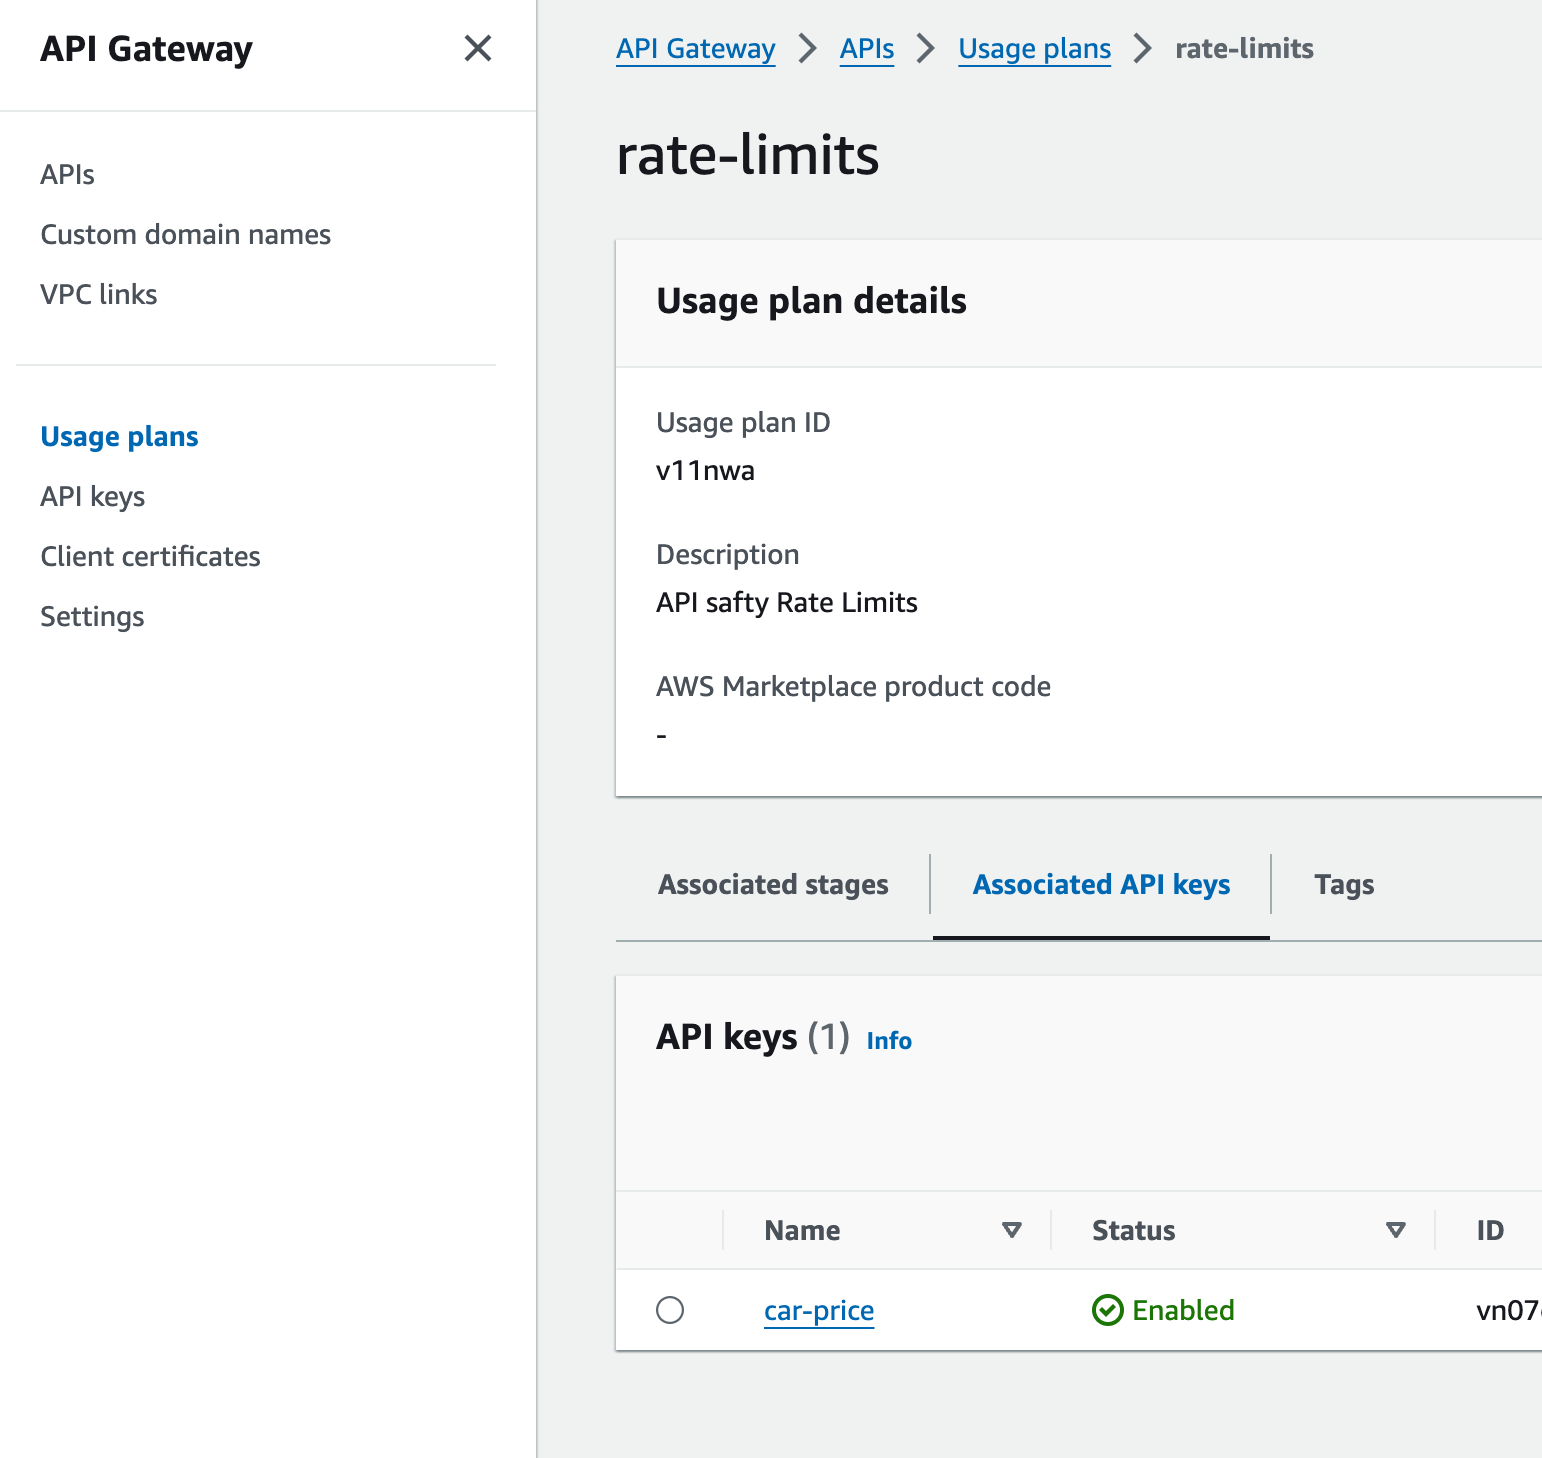 API Gateway
APIs
Custom domain names
VPC links
Usage plans
API keys
Client certificates
Settings
API Gateway > APIs > Usage plans > rate-limits
rate-limits
Usage plan details
Usage plan ID
v11nwa
Description
API safty Rate Limits
AWS Marketplace product code
-
Associated stages Associated API keys Tags
API keys (1) Info
Name Status ID
car-price Enabled